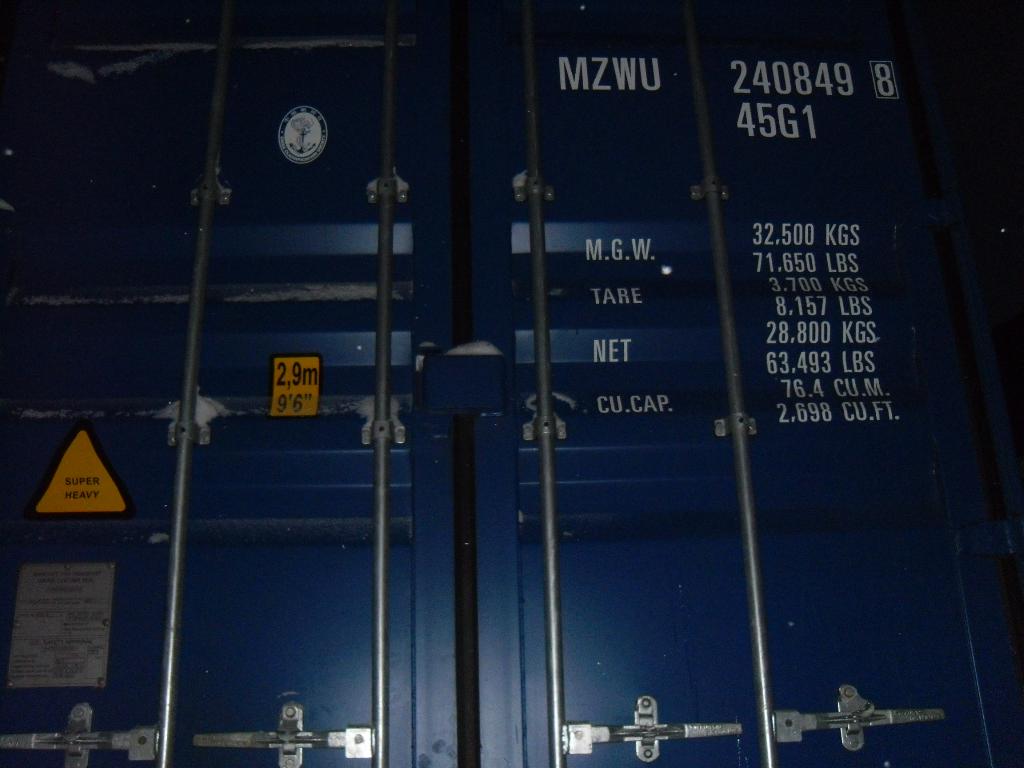 MZWU 240849 8
45G1
M.G.W. 32,500 KGS
71,650 LBS
TARE 3.700 KGS
8,157 LBS
NET 28,800 KGS
63,493 LBS
CU.CAP. 76.4 CU.M.
2,698 CU.FT.
2,9m
9'6"
SUPER
HEAVY